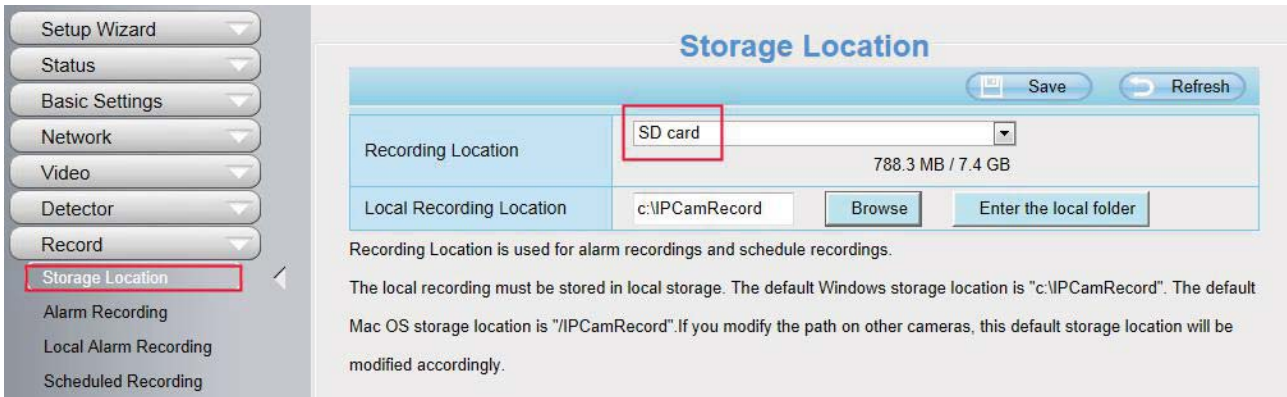 Setup Wizard
Status
Basic Settings
Network
Video
Detector
Record
Storage Location
Alarm Recording
Local Alarm Recording
Scheduled Recording
Storage Location
Save Refresh
Recording Location
SD card
788.3 MB / 7.4 GB
Local Recording Location c:\IPCamRecord Browse Enter the local folder
Recording Location is used for alarm recordings and schedule recordings.
The local recording must be stored in local storage. The default Windows storage location is "c:\IPCamRecord". The default
Mac OS storage location is "/IPCamRecord".If you modify the path on other cameras, this default storage location will be
modified accordingly.